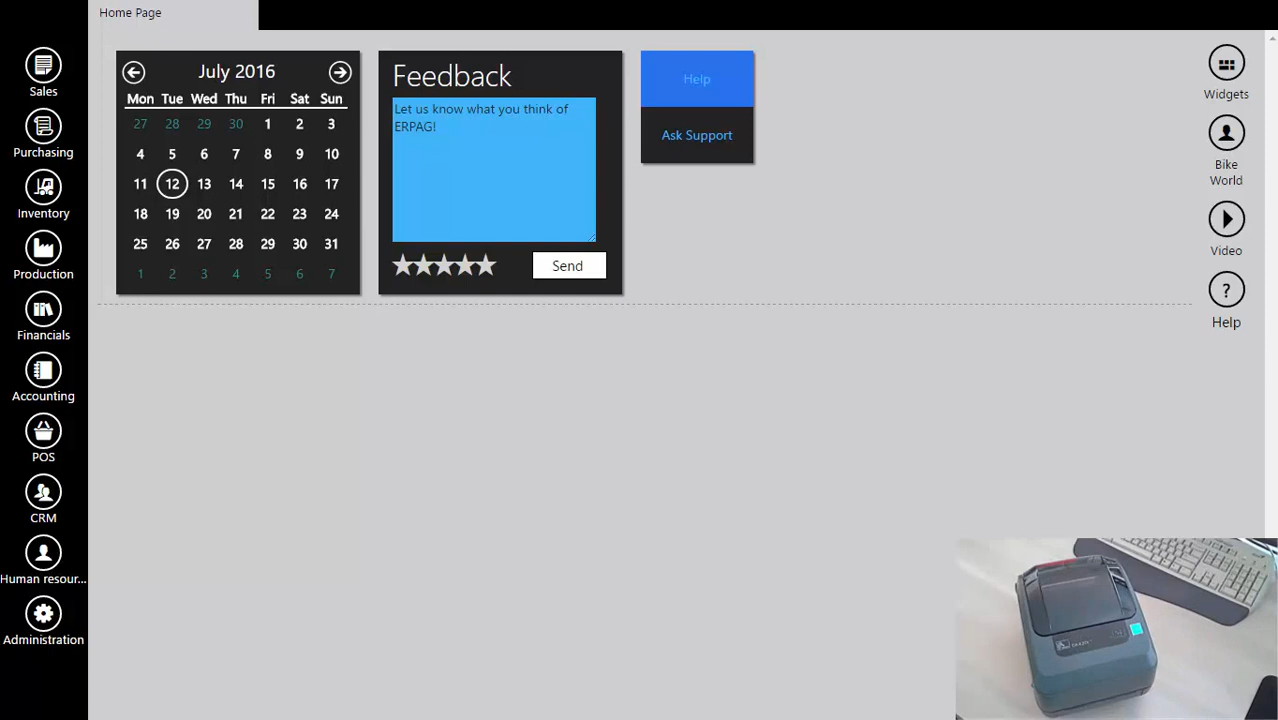 Home Page
Sales
Purchasing
Inventory
Production
Financials
Accounting
POS
CRM
Human resour...
Administration
July 2016
Mon Tue Wed Thu Fri Sat Sun
27 28 29 30 1 2 3
4 5 6 7 8 9 10
11 12 13 14 15 16 17
18 19 20 21 22 23 24
25 26 27 28 29 30 31
1 2 3 4 5 6 7
Feedback
Let us know what you think of
ERPAG!
Send
Help
Ask Support
Widgets
Bike
World
Video
?
Help